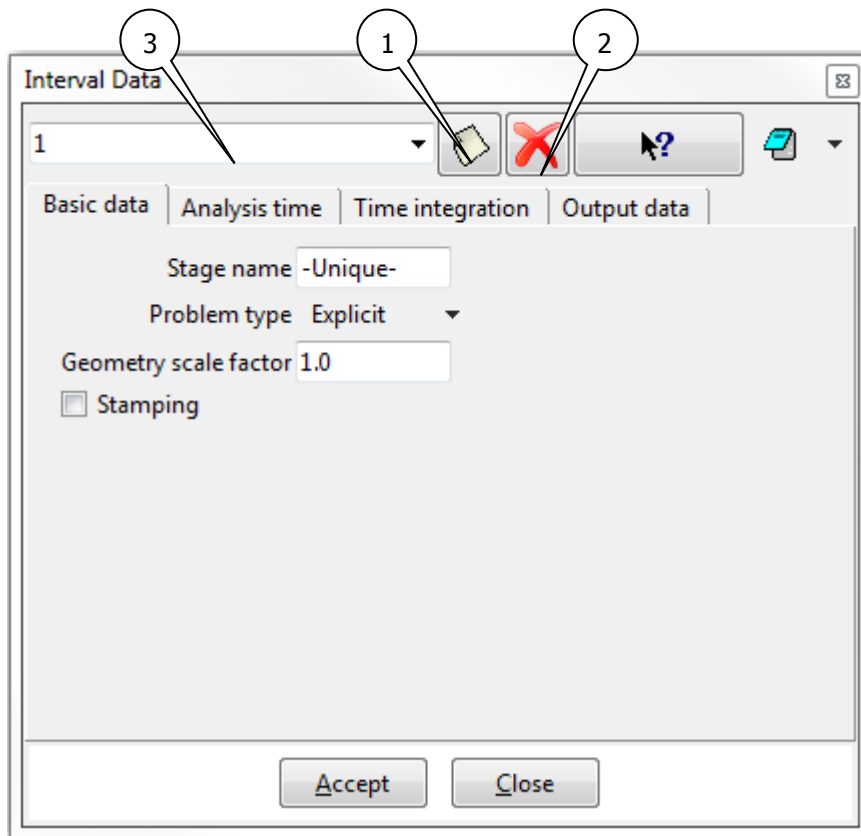 3 1 2
Interval Data
1 ?
Basic data Analysis time Time integration Output data
Stage name -Unique-
Problem type Explicit
Geometry scale factor 1.0
Stamping
Accept Close